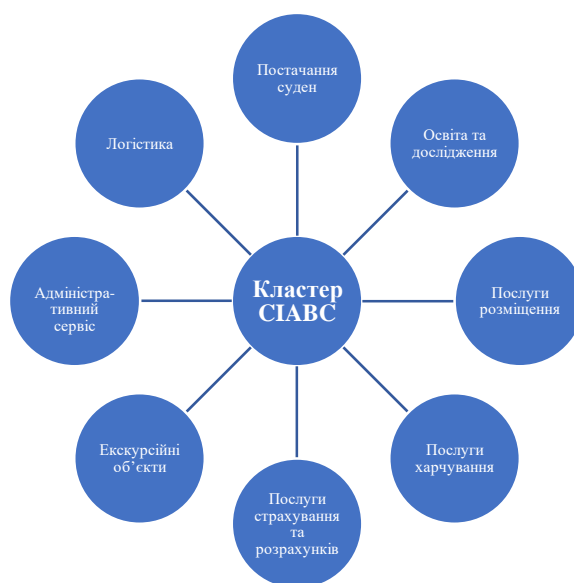 Постачання
суден
Освіта та
дослідження
Послуги
розміщення
Послуги
харчування
Послуги
страхування
та
розрахунків
Екскурсійні
об’єкти
Адміністра-
тивний
сервіс
Логістика
Кластер
СІАВС